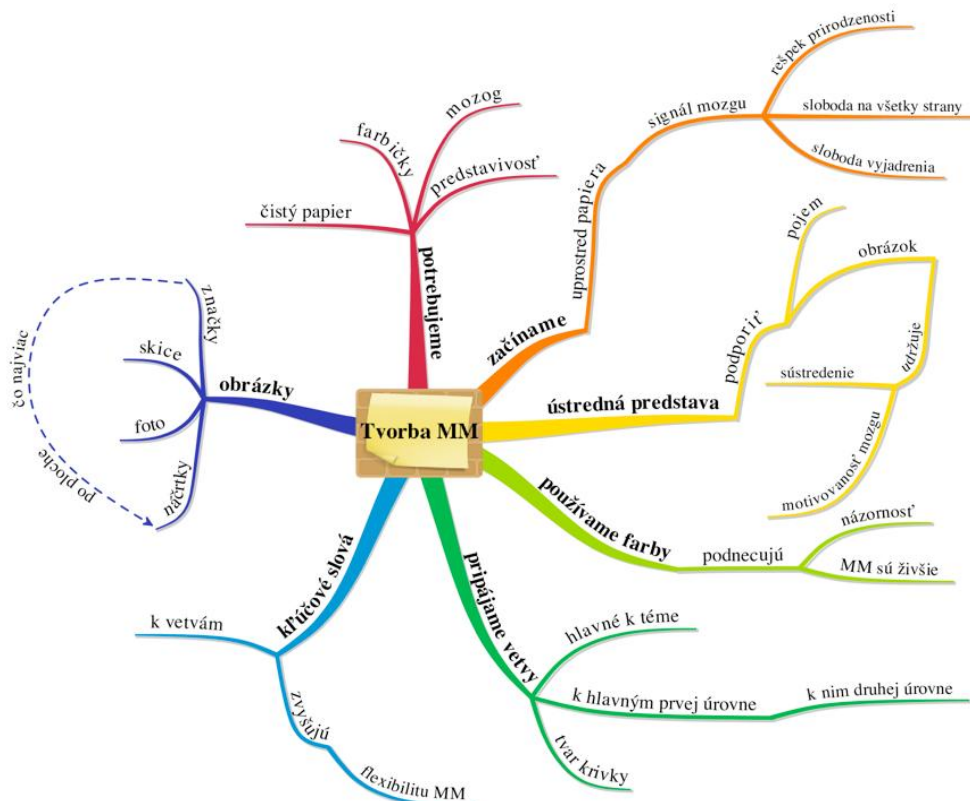 Tvorba MM
potrebujeme
čistý papier
farbičky
mozog
predstavivosť
začíname
uprostred papiera
signál mozgu
rešpek prirodzenosti
sloboda na všetky strany
sloboda vyjadrenia
ústredná predstava
podporiť
pojem
obrázok
udržuje
sústredenie
motivovanosť mozgu
používame farby
podnecujú
názornosť
MM sú živšie
pripájame vetvy
hlavné k téme
k hlavným prvej úrovne
k nim druhej úrovne
tvar krivky
kľúčové slová
k vetvám
zvyšujú
flexibilitu MM
obrázky
značky
skice
foto
náčrtky
čo najviac
po ploche